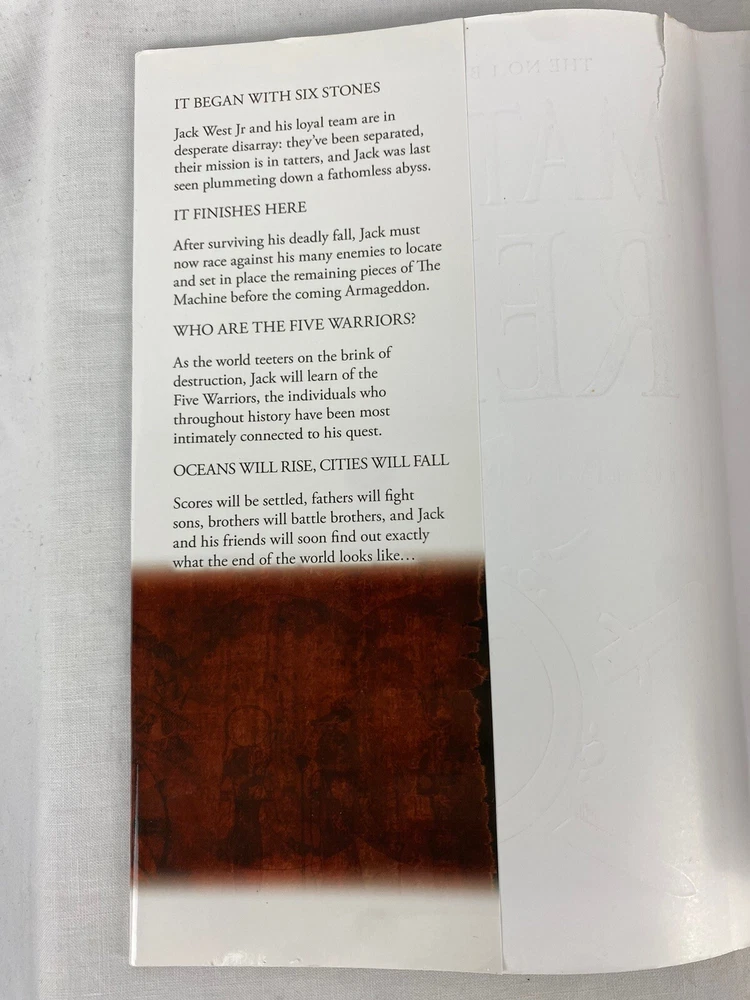 IT BEGAN WITH SIX STONES
Jack West Jr and his loyal team are in
desperate disarray: they've been separated,
their mission is in tatters, and Jack was last
seen plummeting down a fathomless abyss.
IT FINISHES HERE
After surviving his deadly fall, Jack must
now race against his many enemies to locate
and set in place the remaining pieces of The
Machine before the coming Armageddon.
WHO ARE THE FIVE WARRIORS?
As the world teeters on the brink of
destruction, Jack will learn of the
Five Warriors, the individuals who
throughout history have been most
intimately connected to his quest.
OCEANS WILL RISE, CITIES WILL FALL
Scores will be settled, fathers will fight
sons, brothers will battle brothers, and Jack
and his friends will soon find out exactly
what the end of the world looks like…
THE NO.1 B
MAT
RE